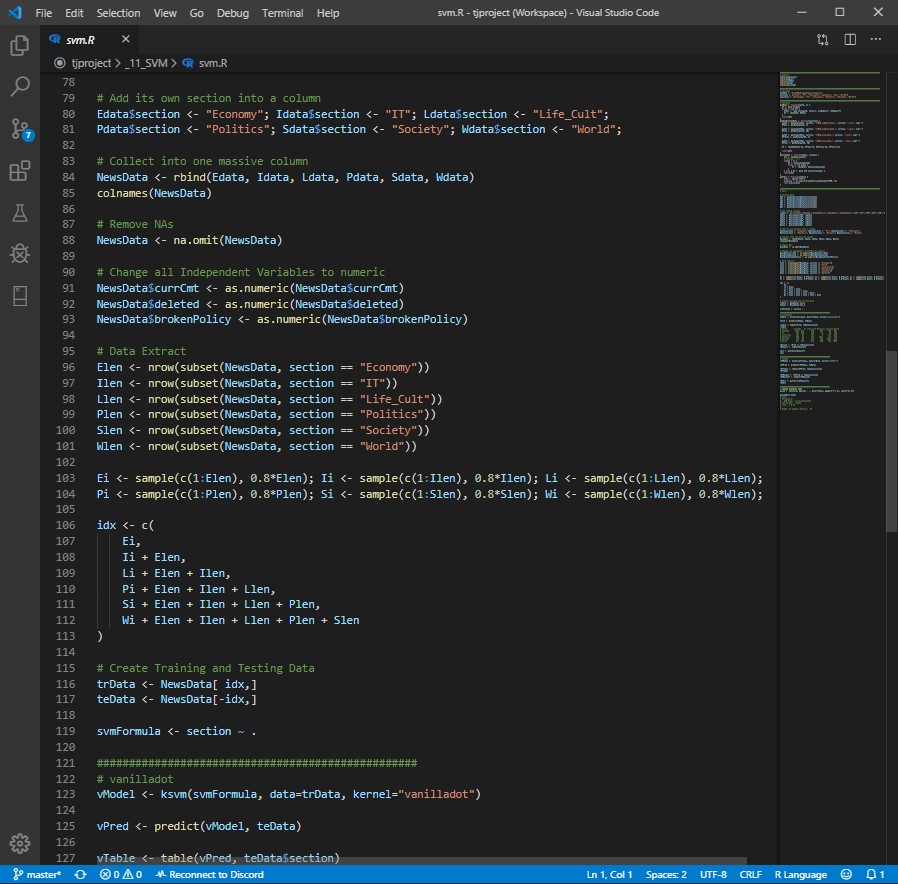 File Edit Selection View Go Debug Terminal Help svm.R - tjproject (Workspace) - Visual Studio Code
svm.R
tjproject > _11_SVM > svm.R
78
79 # Add its own section into a column
80 Edata$section <- "Economy"; Idata$section <- "IT"; Ldata$section <- "Life_Cult";
81 Pdata$section <- "Politics"; Sdata$section <- "Society"; Wdata$section <- "World";
82
83 # Collect into one massive column
84 NewsData <- rbind(Edata, Idata, Ldata, Pdata, Sdata, Wdata)
85 colnames(NewsData)
86
87 # Remove NAs
88 NewsData <- na.omit(NewsData)
89
90 # Change all Independent Variables to numeric
91 NewsData$currCmt <- as.numeric(NewsData$currCmt)
92 NewsData$deleted <- as.numeric(NewsData$deleted)
93 NewsData$brokenPolicy <- as.numeric(NewsData$brokenPolicy)
94
95 # Data Extract
96 Elen <- nrow(subset(NewsData, section == "Economy"))
97 Ilen <- nrow(subset(NewsData, section == "IT"))
98 Llen <- nrow(subset(NewsData, section == "Life_Cult"))
99 Plen <- nrow(subset(NewsData, section == "Politics"))
100 Slen <- nrow(subset(NewsData, section == "Society"))
101 Wlen <- nrow(subset(NewsData, section == "World"))
102
103 Ei <- sample(c(1:Elen), 0.8*Elen); Ii <- sample(c(1:Ilen), 0.8*Ilen); Li <- sample(c(1:Llen), 0.8*Llen);
104 Pi <- sample(c(1:Plen), 0.8*Plen); Si <- sample(c(1:Slen), 0.8*Slen); Wi <- sample(c(1:Wlen), 0.8*Wlen);
105
106 idx <- c(
107 Ei,
108 Ii + Elen,
109 Li + Elen + Ilen,
110 Pi + Elen + Ilen + Llen,
111 Si + Elen + Ilen + Llen + Plen,
112 Wi + Elen + Ilen + Llen + Plen + Slen
113 )
114
115 # Create Training and Testing Data
116 trData <- NewsData[ idx,]
117 teData <- NewsData[-idx,]
118
119 svmFormula <- section ~ .
120
121 ##################################################
122 # vanilladot
123 vModel <- ksvm(svmFormula, data=trData, kernel="vanilladot")
124
125 vPred <- predict(vModel, teData)
126
127 vTable <- table(vPred, teData$section)
7
master* 0 0 Reconnect to Discord Ln 1, Col 1 Spaces: 2 UTF-8 CRLF R Language 1